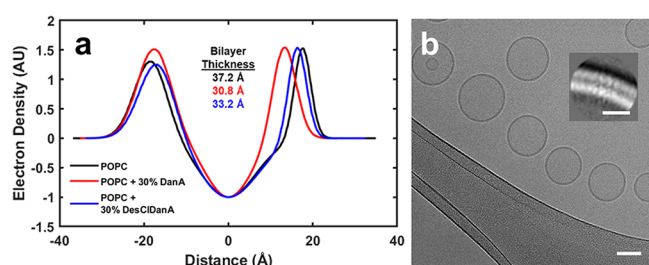 a
Bilayer
Thickness
37.2 Å
30.8 Å
33.2 Å
POPC
POPC + 30% DanA
POPC +
30% DesClDanA
Electron Density (AU)
2
1.5
1
0.5
0
-0.5
-1
-1.5
-40
-20
0
20
40
Distance (Å)
b